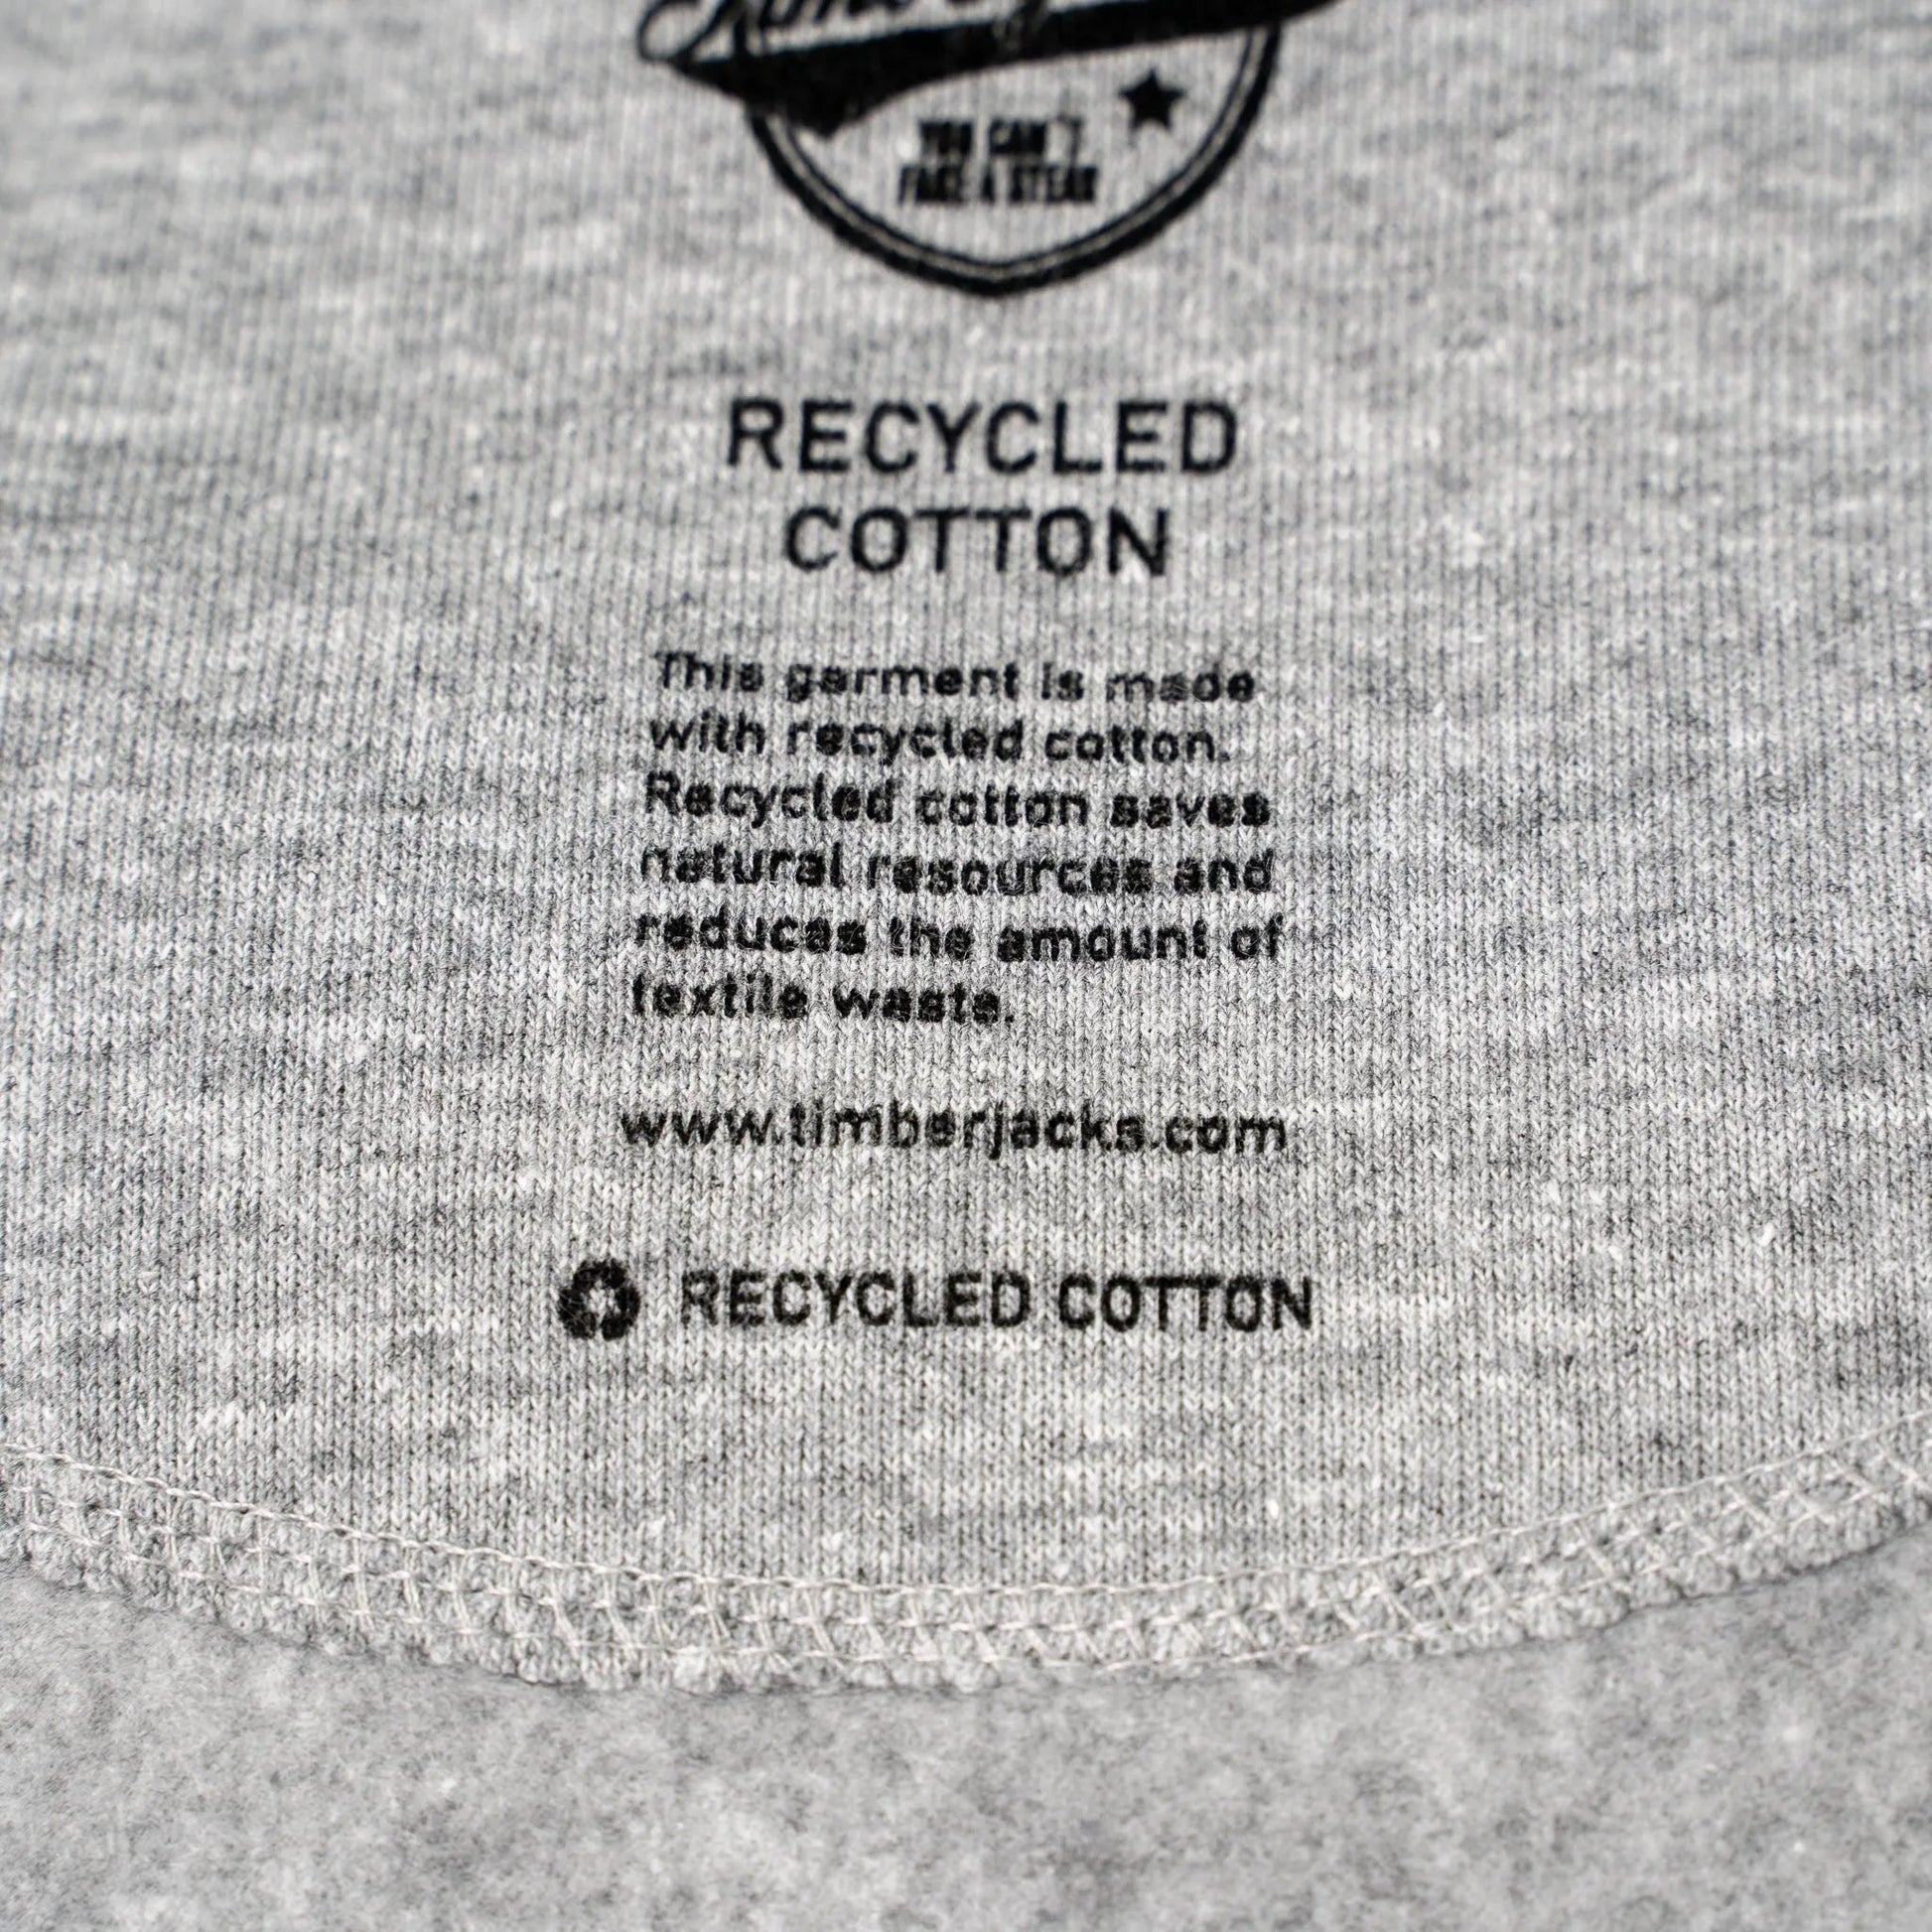 YOU CAN'T
FAKE A STEAK
RECYCLED
COTTON
This garment is made
with recycled cotton.
Recycled cotton saves
natural resources and
reduces the amount of
textile waste.
www.timberjacks.com
RECYCLED COTTON